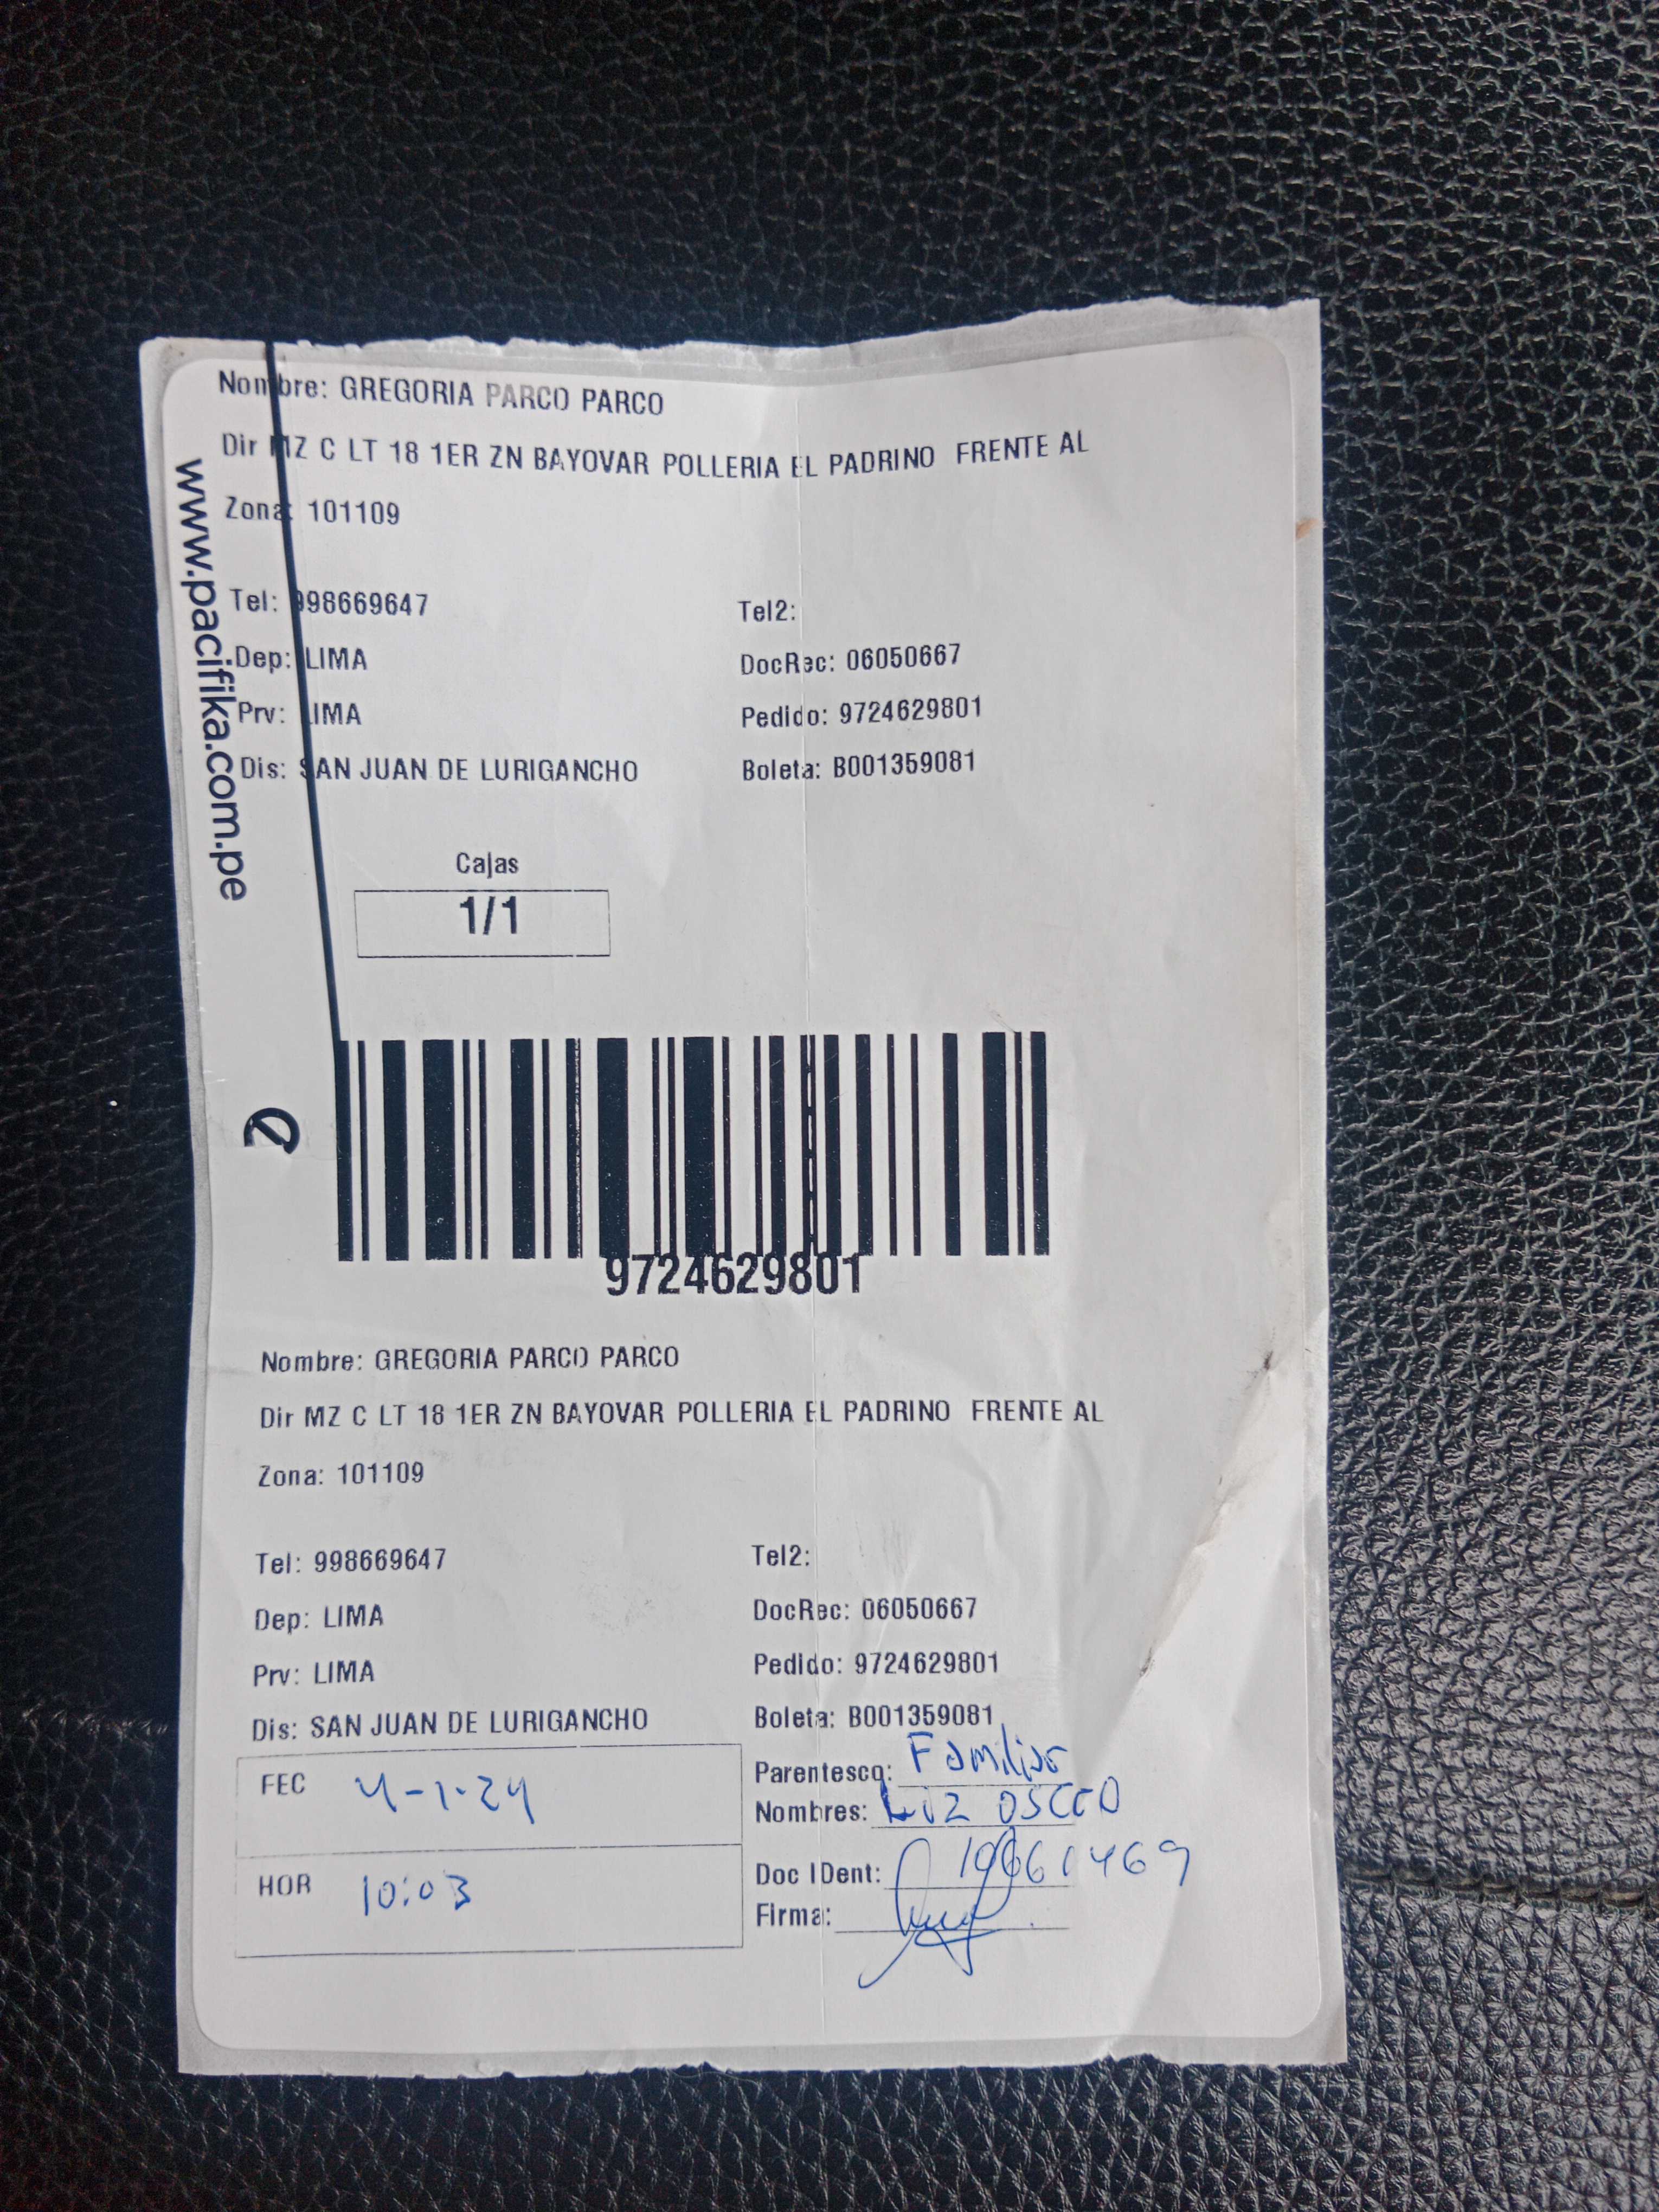 Nombre: GREGORIA PARCO PARCO
Dir MZ C LT 18 1ER ZN BAYOVAR POLLERIA EL PADRINO FRENTE AL
Zona: 101109
Tel: 998669647
Tel2:
Dep: LIMA
DocRec: 06050667
Prv: LIMA
Pedido: 9724629801
Dis: SAN JUAN DE LURIGANCHO
Boleta: B001359081
www.pacifika.com.pe
Cajas
1/1
9724629801
Nombre: GREGORIA PARCO PARCO
Dir MZ C LT 18 1ER ZN BAYOVAR POLLERIA EL PADRINO FRENTE AL
Zona: 101109
Tel: 998669647
Tel2:
Dep: LIMA
DocRec: 06050667
Prv: LIMA
Pedido: 9724629801
Dis: SAN JUAN DE LURIGANCHO
Boleta: B001359081
FEC 4-1-24
Parentesco: Familiar
Nombres: Luz OSCCO
HOR 10:03
Doc IDent:
Firma: